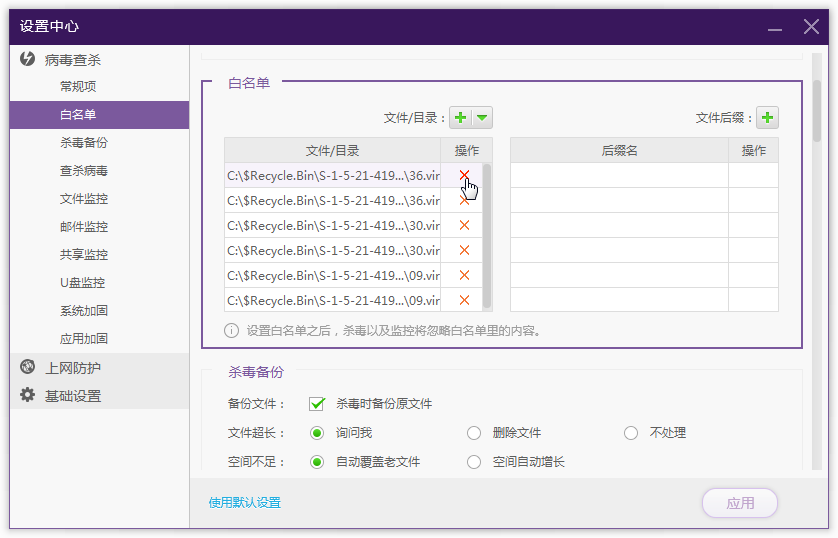 设置中心
病毒查杀
常规项
白名单
杀毒备份
查杀病毒
文件监控
邮件监控
共享监控
U盘监控
系统加固
应用加固
上网防护
基础设置
白名单
文件/目录：
文件后缀：
文件/目录 操作
后缀名 操作
C:\$Recycle.Bin\S-1-5-21-419...\36.vir
C:\$Recycle.Bin\S-1-5-21-419...\36.vir
C:\$Recycle.Bin\S-1-5-21-419...\30.vir
C:\$Recycle.Bin\S-1-5-21-419...\30.vir
C:\$Recycle.Bin\S-1-5-21-419...\09.vir
C:\$Recycle.Bin\S-1-5-21-419...\09.vir
设置白名单之后，杀毒以及监控将忽略白名单里的内容。
杀毒备份
备份文件： 杀毒时备份原文件
文件超长： 询问我 删除文件 不处理
空间不足： 自动覆盖老文件 空间自动增长
使用默认设置
应用